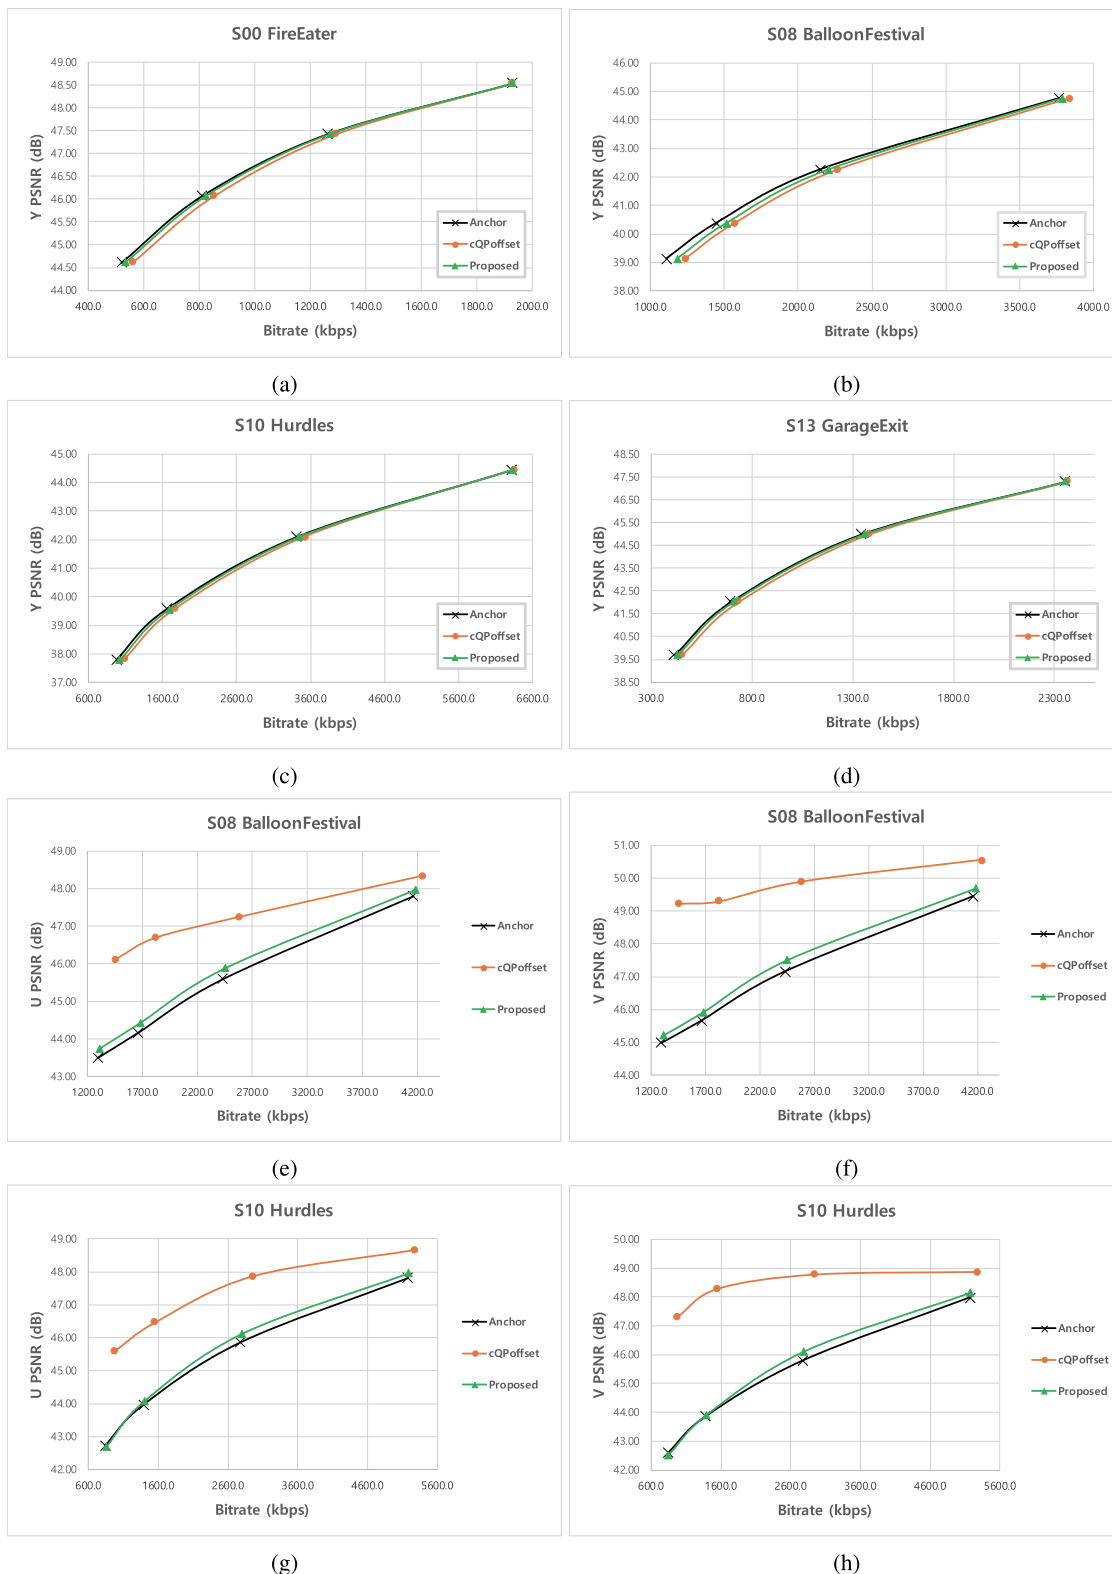 S00 FireEater
Y PSNR (dB)
49.00
48.50
48.00
47.50
47.00
46.50
46.00
45.50
45.00
44.50
44.00
400.0 600.0 800.0 1000.0 1200.0 1400.0 1600.0 1800.0 2000.0
Bitrate (kbps)
Anchor
cQPoffset
Proposed
(a)
S08 BalloonFestival
Y PSNR (dB)
46.00
45.00
44.00
43.00
42.00
41.00
40.00
39.00
38.00
1000.0 1500.0 2000.0 2500.0 3000.0 3500.0 4000.0
Bitrate (kbps)
Anchor
cQPoffset
Proposed
(b)
S10 Hurdles
Y PSNR (dB)
45.00
44.00
43.00
42.00
41.00
40.00
39.00
38.00
37.00
600.0 1600.0 2600.0 3600.0 4600.0 5600.0 6600.0
Bitrate (kbps)
Anchor
cQPoffset
Proposed
(c)
S13 GarageExit
Y PSNR (dB)
48.50
47.50
46.50
45.50
44.50
43.50
42.50
41.50
40.50
39.50
38.50
300.0 800.0 1300.0 1800.0 2300.0
Bitrate (kbps)
Anchor
cQPoffset
Proposed
(d)
S08 BalloonFestival
U PSNR (dB)
49.00
48.00
47.00
46.00
45.00
44.00
43.00
1200.0 1700.0 2200.0 2700.0 3200.0 3700.0 4200.0
Bitrate (kbps)
Anchor
cQPoffset
Proposed
(e)
S08 BalloonFestival
V PSNR (dB)
51.00
50.00
49.00
48.00
47.00
46.00
45.00
44.00
1200.0 1700.0 2200.0 2700.0 3200.0 3700.0 4200.0
Bitrate (kbps)
Anchor
cQPoffset
Proposed
(f)
S10 Hurdles
U PSNR (dB)
49.00
48.00
47.00
46.00
45.00
44.00
43.00
42.00
600.0 1600.0 2600.0 3600.0 4600.0 5600.0
Bitrate (kbps)
Anchor
cQPoffset
Proposed
(g)
S10 Hurdles
V PSNR (dB)
50.00
49.00
48.00
47.00
46.00
45.00
44.00
43.00
42.00
600.0 1600.0 2600.0 3600.0 4600.0 5600.0
Bitrate (kbps)
Anchor
cQPoffset
Proposed
(h)